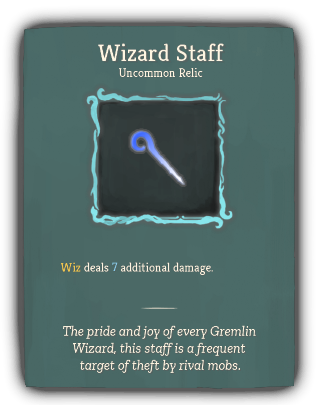 Wizard Staff
Uncommon Relic
Wiz deals 7 additional damage.
The pride and joy of every Gremlin
Wizard, this staff is a frequent
target of theft by rival mobs.